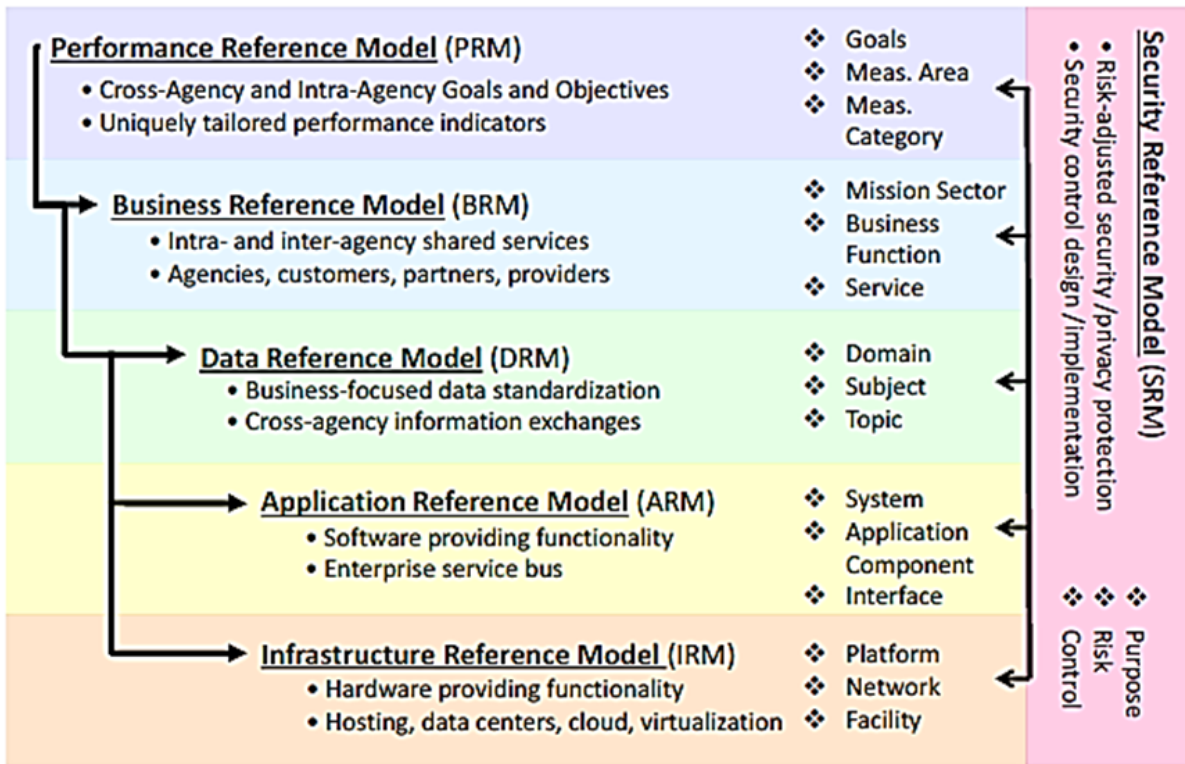 Performance Reference Model (PRM)
• Cross-Agency and Intra-Agency Goals and Objectives
• Uniquely tailored performance indicators
❖ Goals
❖ Meas. Area
❖ Meas.
Category
Business Reference Model (BRM)
• Intra- and inter-agency shared services
• Agencies, customers, partners, providers
❖ Mission Sector
❖ Business
Function
❖ Service
Data Reference Model (DRM)
• Business-focused data standardization
• Cross-agency information exchanges
❖ Domain
❖ Subject
❖ Topic
Application Reference Model (ARM)
• Software providing functionality
• Enterprise service bus
❖ System
❖ Application
Component
❖ Interface
Infrastructure Reference Model (IRM)
• Hardware providing functionality
• Hosting, data centers, cloud, virtualization
❖ Platform
❖ Network
❖ Facility
Security Reference Model (SRM)
• Risk-adjusted security/privacy protection
• Security control design/implementation
❖ Purpose
❖ Risk
❖ Control